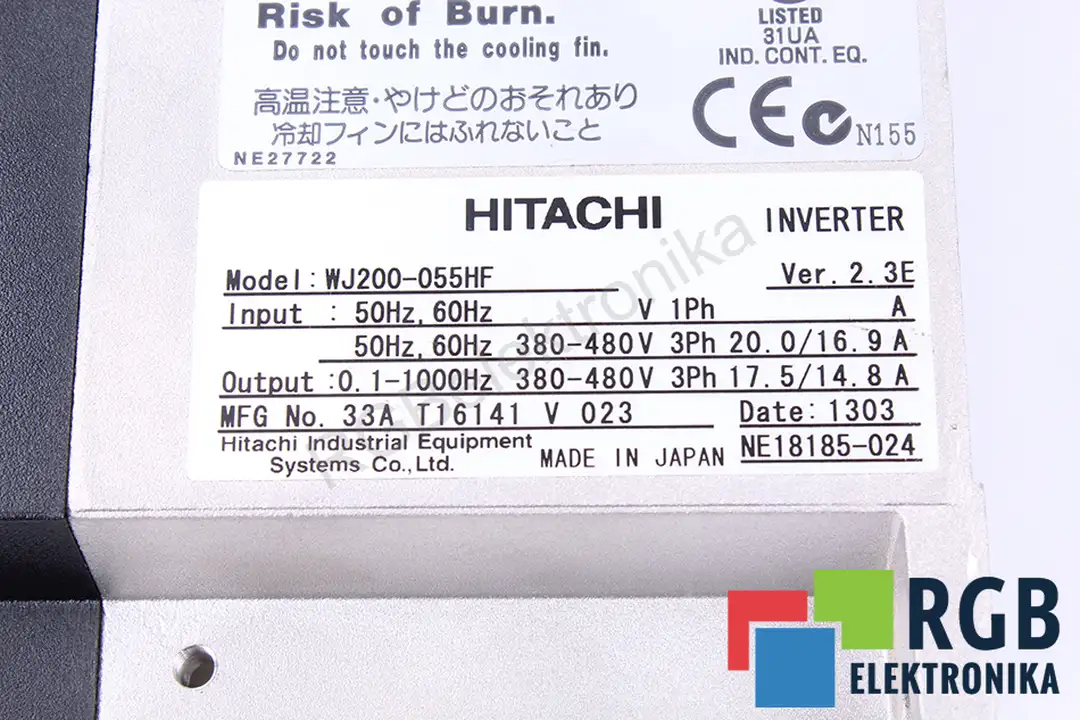 Risk of Burn.
Do not touch the cooling fin.
高温注意・やけどのおそれあり
冷却フィンにはふれないこと
NE27722
LISTED
31UA
IND. CONT. EQ.
CE N155
HITACHI INVERTER
Model: WJ200-055HF Ver. 2.3E
Input : 50Hz, 60Hz V 1Ph A
50Hz, 60Hz 380-480V 3Ph 20.0/16.9 A
Output :0.1-1000Hz 380-480V 3Ph 17.5/14.8 A
MFG No. 33A T16141 V 023 Date: 1303
Hitachi Industrial Equipment
Systems Co., Ltd. MADE IN JAPAN NE18185-024
RGBelektronika
RGB
ELEKTRONIKA